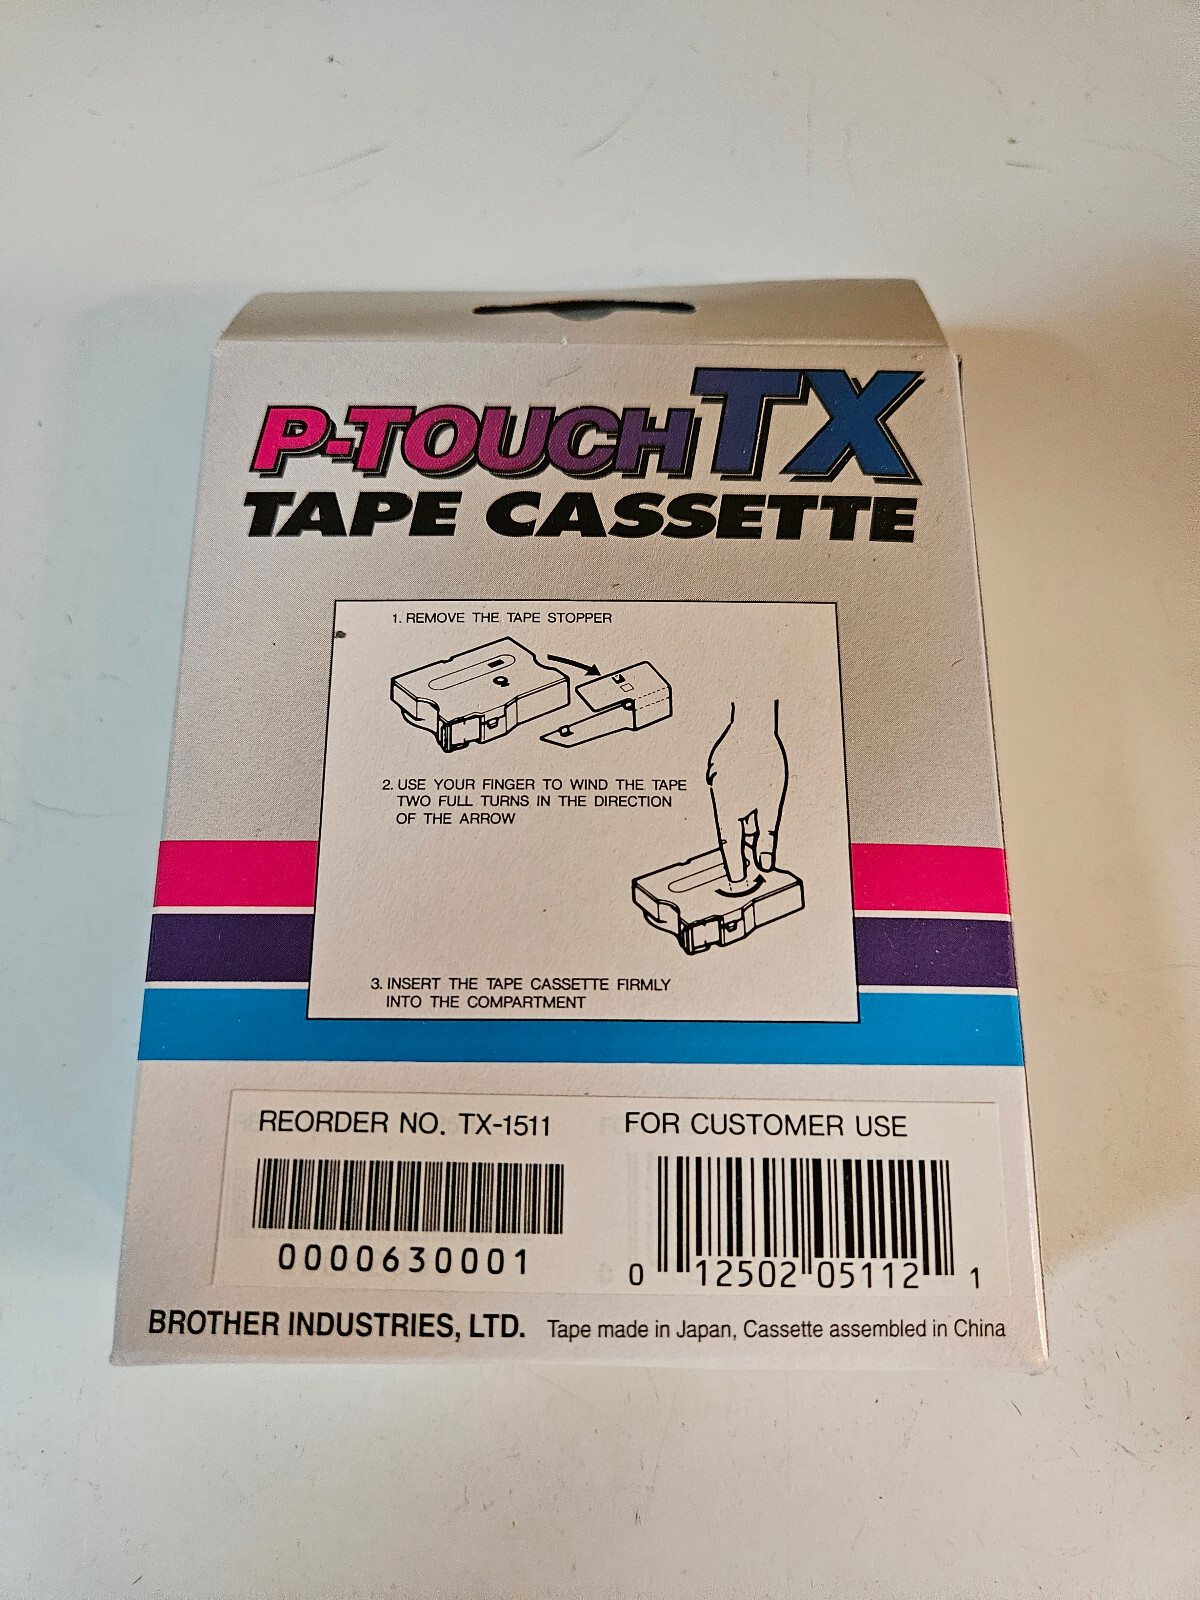 P-TOUCH TX
TAPE CASSETTE
1. REMOVE THE TAPE STOPPER
2. USE YOUR FINGER TO WIND THE TAPE
TWO FULL TURNS IN THE DIRECTION
OF THE ARROW
3. INSERT THE TAPE CASSETTE FIRMLY
INTO THE COMPARTMENT
REORDER NO. TX-1511
0000630001
FOR CUSTOMER USE
0 12502 05112 1
BROTHER INDUSTRIES, LTD. Tape made in Japan, Cassette assembled in China